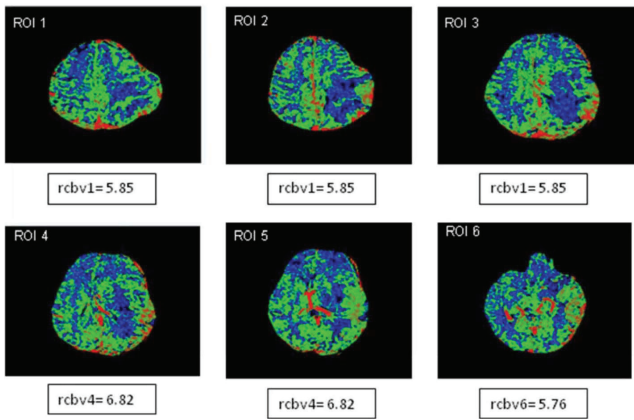 ROI 1
ROI 2
ROI 3
rcbv1= 5.85
rcbv1= 5.85
rcbv1= 5.85
ROI 4
ROI 5
ROI 6
rcbv4= 6.82
rcbv4= 6.82
rcbv6= 5.76